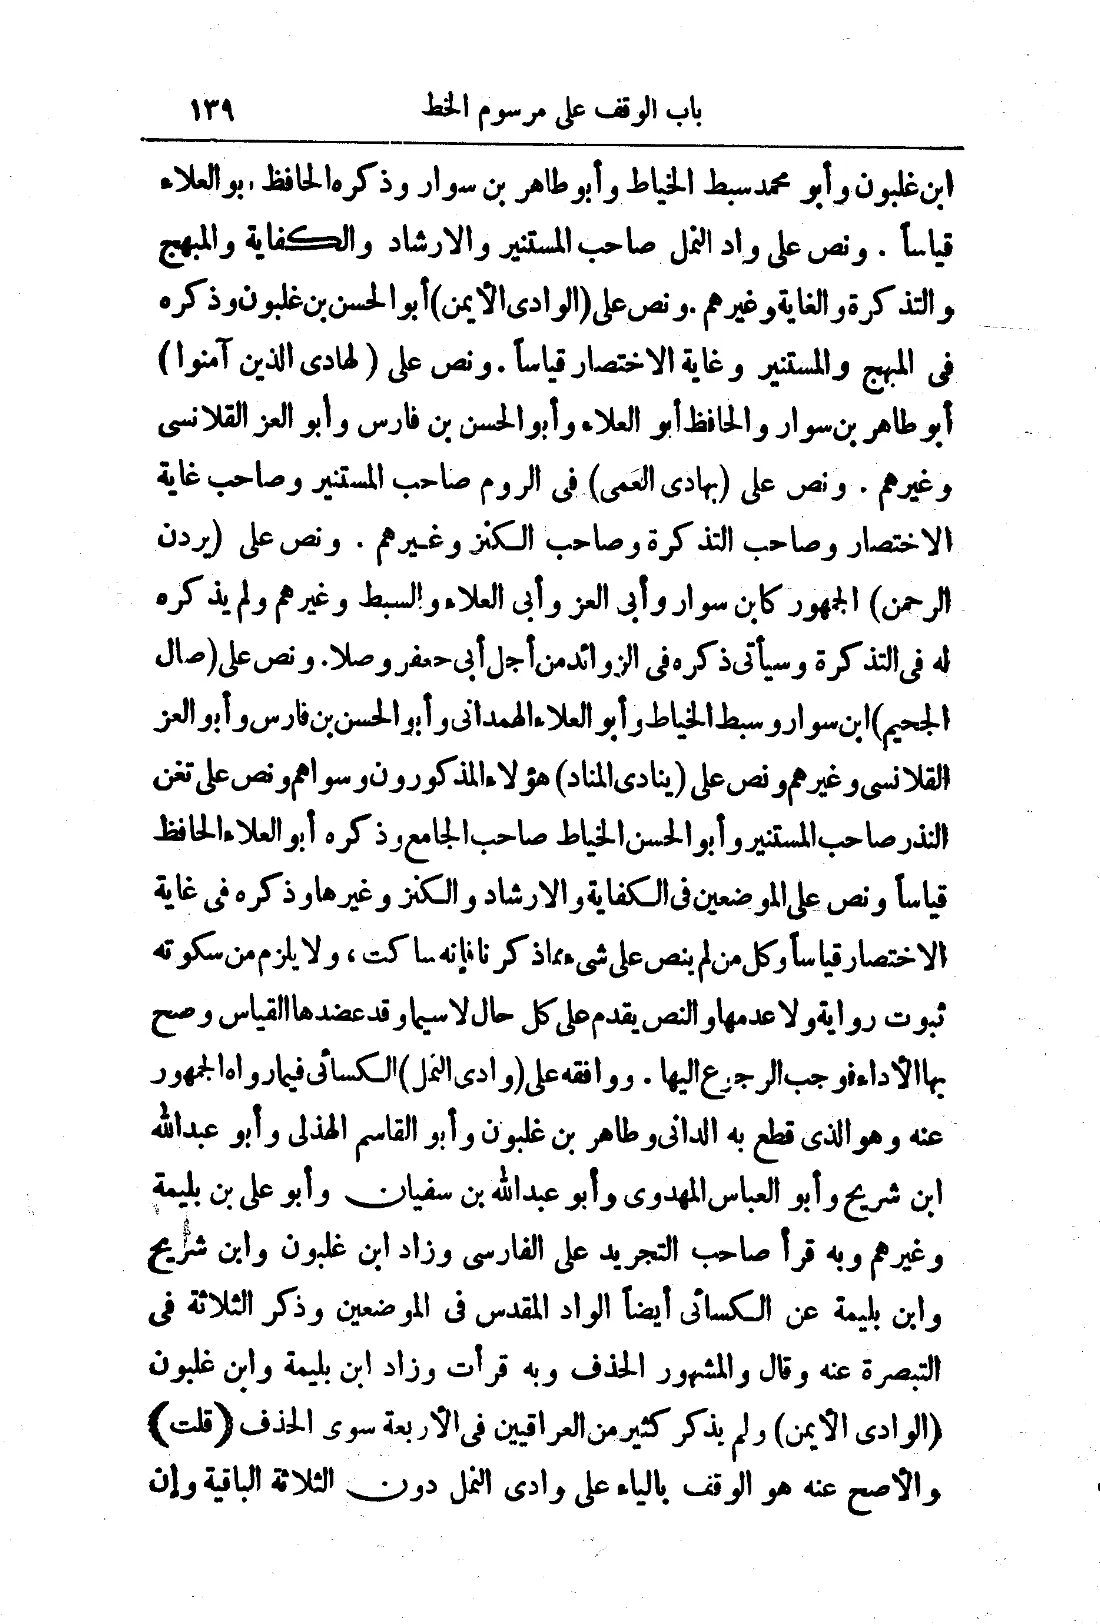 باب الوقف على مرسوم الخط ١٣٩
ابن غلبون وأبو محمد سبط الخياط وأبو طاهر بن سوار وذكره الحافظ أبو العلاء
قياساً . ونص على واد النمل صاحب المستنير والارشاد والكفاية والمبهج
والتذكرة والغاية وغيرهم . ونص على (الوادى الأيمن) أبو الحسن بن غلبون وذكره
فى المبهج والمستنير وغاية الاختصار قياساً . ونص على (لهادى الذين آمنوا)
أبو طاهر بن سوار والحافظ أبو العلاء وأبو الحسن بن فارس وأبو العز القلانسى
وغيرهم . ونص على (بهادى العمى) فى الروم صاحب المستنير وصاحب غاية
الاختصار وصاحب التذكرة وصاحب الكنز وغيرهم . ونص على (يردن
الرحمن) الجمهور كابن سوار وأبى العز وأبى العلاء والسبط وغيرهم ولم يذكره
له فى التذكرة وسيأتى ذكره فى الزوائد من أجل أبى جعفر وصلا . ونص على (صال
الجحيم) ابن سوار وسبط الخياط وأبو العلاء الهمدانى وأبو الحسن بن فارس وأبو العز
القلانسى وغيرهم ونص على (ينادى المناد) هؤلاء المذكورون وسواهم ونص على تغن
النذر صاحب المستنير وأبو الحسن الخياط صاحب الجامع وذكره أبو العلاء الحافظ
قياساً ونص على الموضعين فى الكفاية والارشاد والكنز وغيرها وذكره فى غاية
الاختصار قياساً وكل من لم ينص على شىء مما ذكرنا فإنه ساكت ، ولا يلزم من سكوته
ثبوت رواية ولا عدمها والنص يقدم على كل حال لاسيما وقد عضدها القياس وصح
بها الأداء فوجب الرجوع اليها . ووافقه على (وادى النمل) الكسائى فيما رواه الجمهور
عنه وهو الذى قطع به الدانى وطاهر بن غلبون وأبو القاسم الهذلى وأبو عبد الله
ابن شريح وأبو العباس المهدوى وأبو عبد الله بن سفيان وأبو على بن بليمة
وغيرهم وبه قرأ صاحب التجريد على الفارسى وزاد ابن غلبون وابن شريح
وابن بليمة عن الكسائى أيضاً الواد المقدس فى الموضعين وذكر الثلاثة فى
التبصرة عنه وقال والمشهور الحذف وبه قرأت وزاد ابن بليمة وابن غلبون
(الوادى الأيمن) ولم يذكر كثير من العراقيين فى الأربعة سوى الحذف (قلت)
والأصح عنه هو الوقف بالياء على وادى النمل دون الثلاثة الباقية وإن